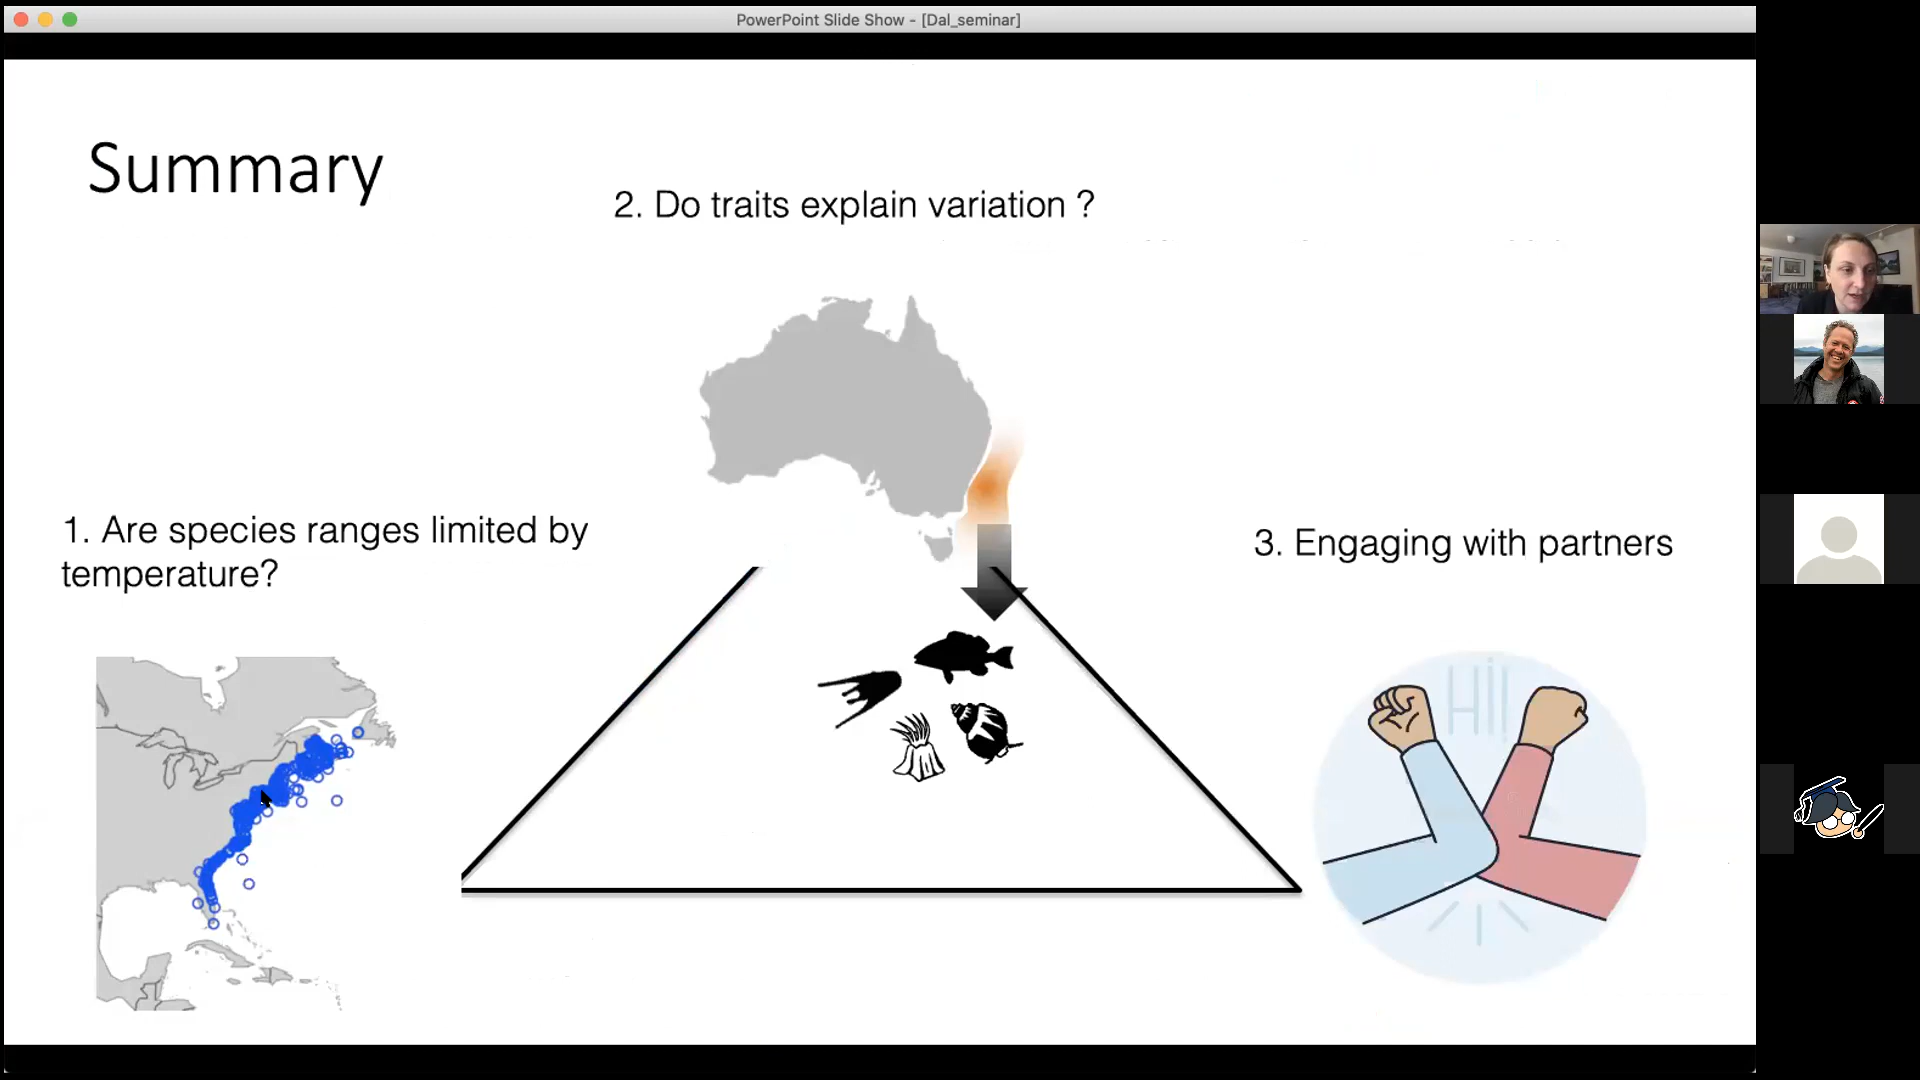 PowerPoint Slide Show - [Dal_seminar]
Summary
2. Do traits explain variation ?
1. Are species ranges limited by
temperature?
3. Engaging with partners
Hi!